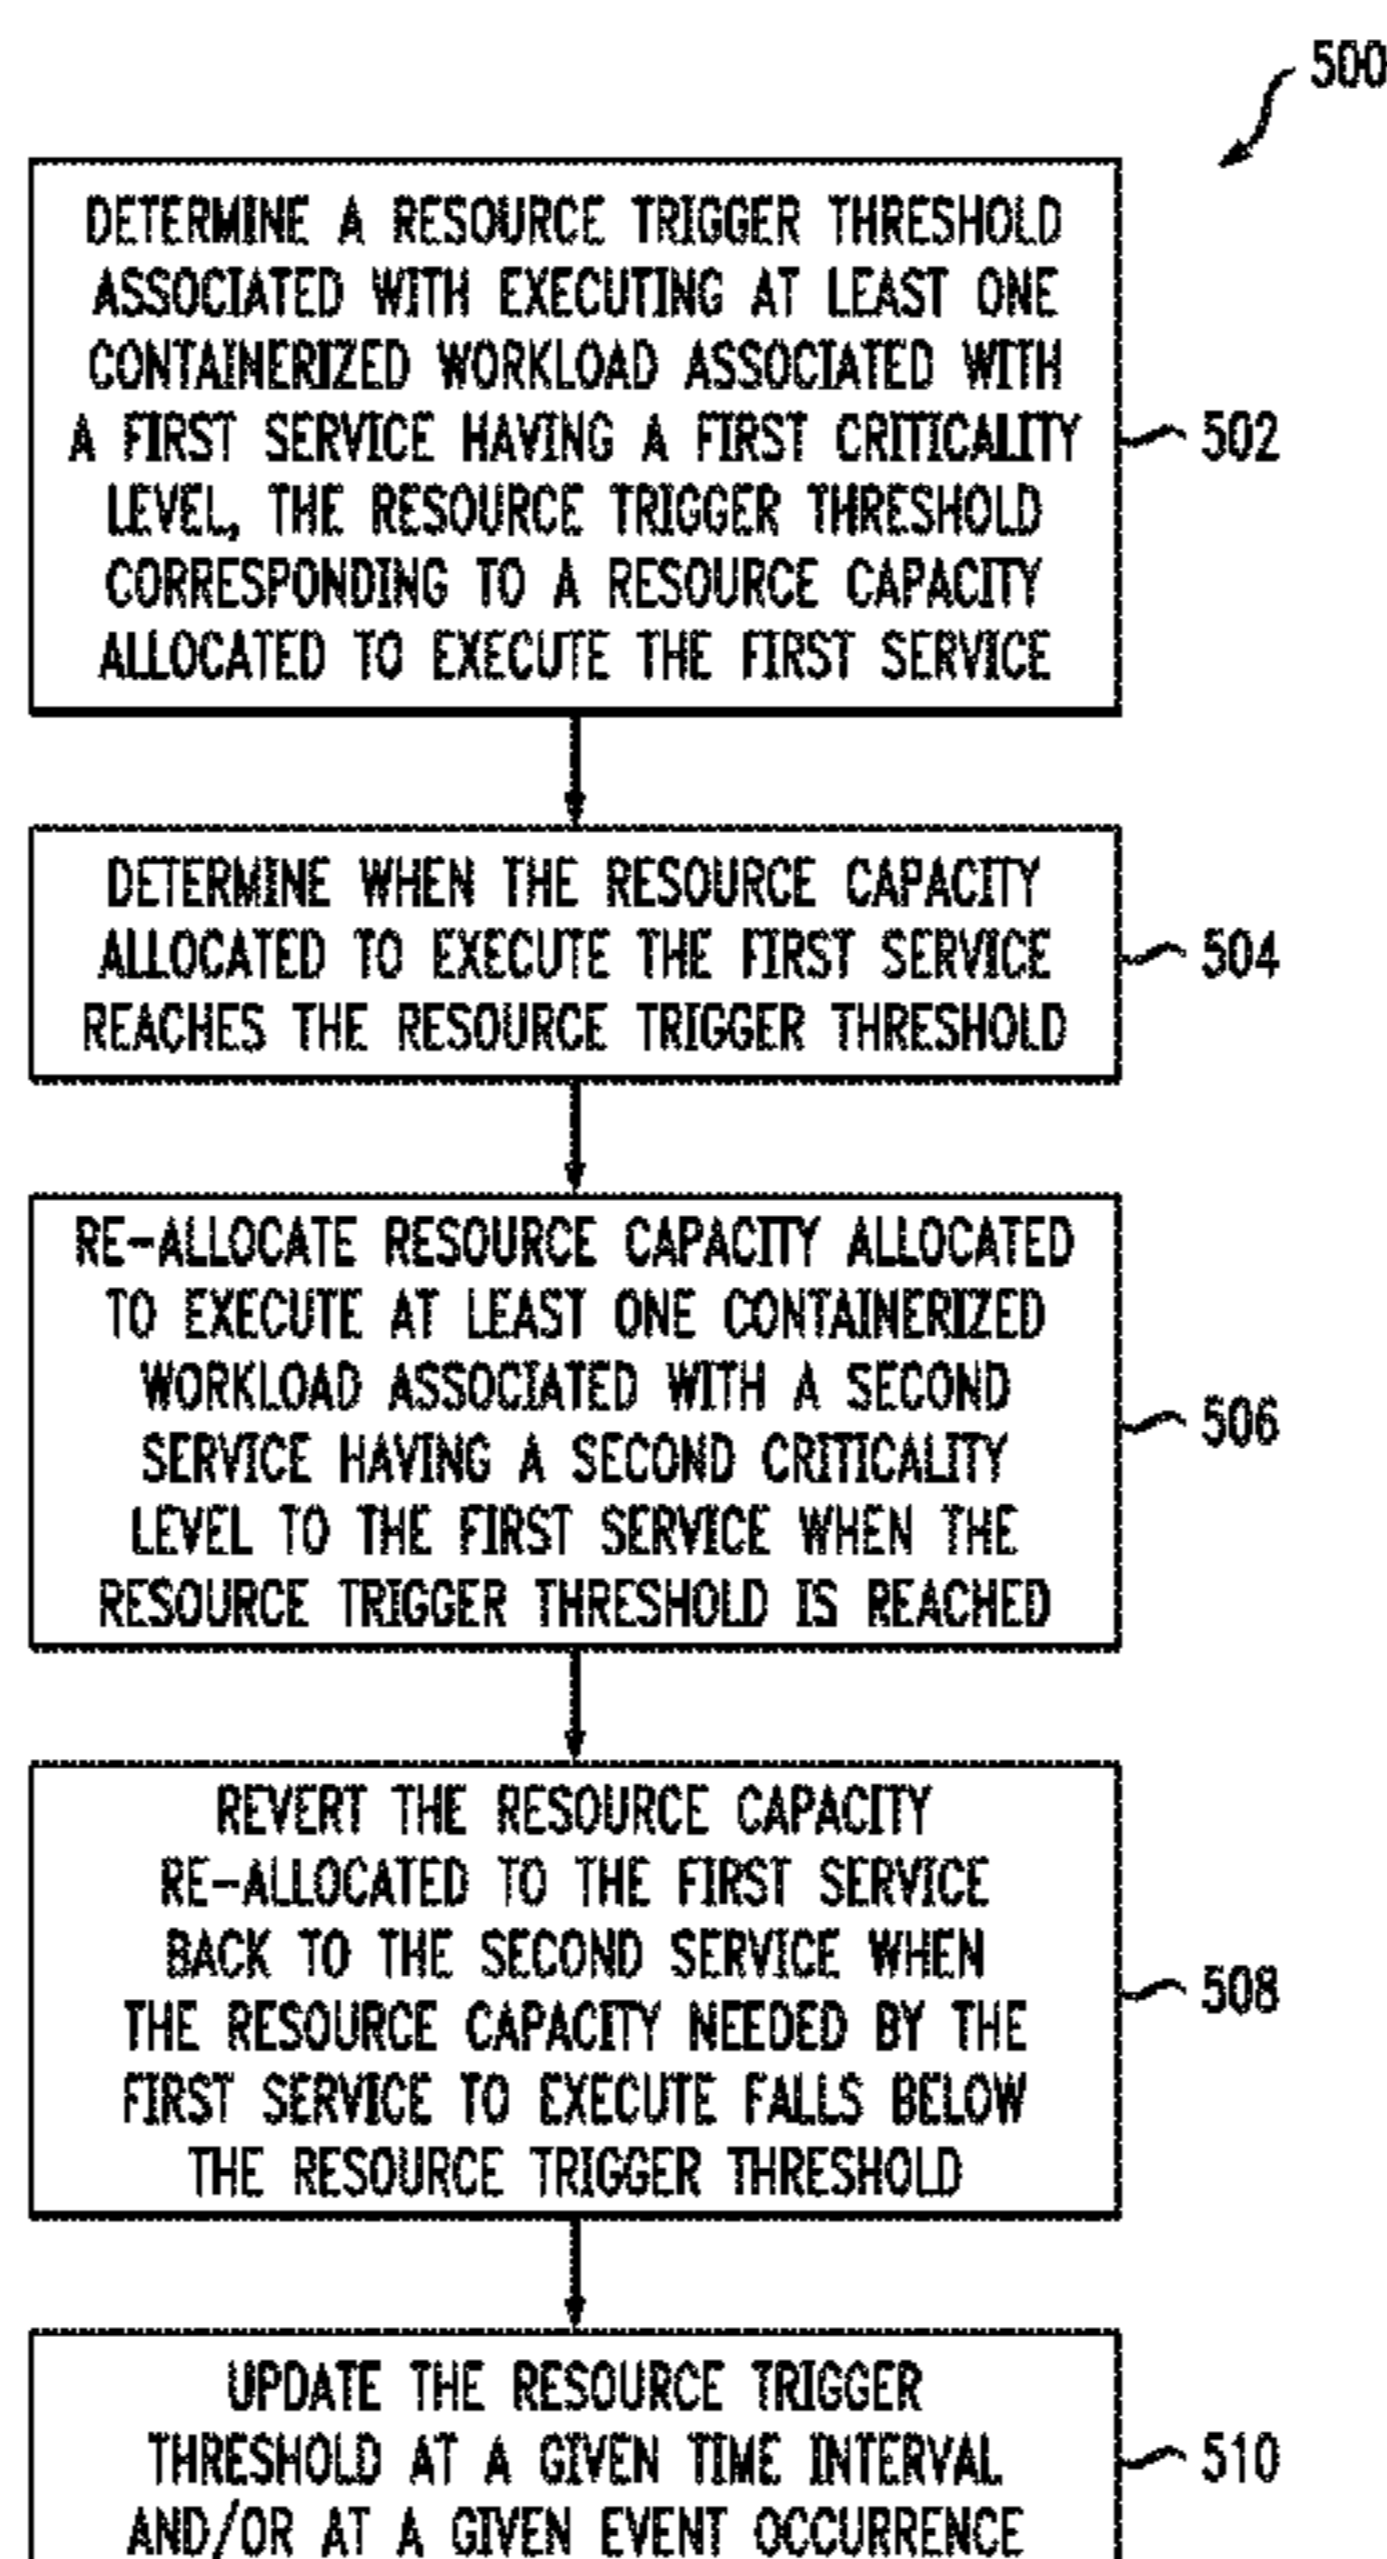 500
DETERMINE A RESOURCE TRIGGER THRESHOLD
ASSOCIATED WITH EXECUTING AT LEAST ONE
CONTAINERIZED WORKLOAD ASSOCIATED WITH
A FIRST SERVICE HAVING A FIRST CRITICALITY
LEVEL, THE RESOURCE TRIGGER THRESHOLD
CORRESPONDING TO A RESOURCE CAPACITY
ALLOCATED TO EXECUTE THE FIRST SERVICE
502
DETERMINE WHEN THE RESOURCE CAPACITY
ALLOCATED TO EXECUTE THE FIRST SERVICE
REACHES THE RESOURCE TRIGGER THRESHOLD
504
RE-ALLOCATE RESOURCE CAPACITY ALLOCATED
TO EXECUTE AT LEAST ONE CONTAINERIZED
WORKLOAD ASSOCIATED WITH A SECOND
SERVICE HAVING A SECOND CRITICALITY
LEVEL TO THE FIRST SERVICE WHEN THE
RESOURCE TRIGGER THRESHOLD IS REACHED
506
REVERT THE RESOURCE CAPACITY
RE-ALLOCATED TO THE FIRST SERVICE
BACK TO THE SECOND SERVICE WHEN
THE RESOURCE CAPACITY NEEDED BY THE
FIRST SERVICE TO EXECUTE FALLS BELOW
THE RESOURCE TRIGGER THRESHOLD
508
UPDATE THE RESOURCE TRIGGER
THRESHOLD AT A GIVEN TIME INTERVAL
AND/OR AT A GIVEN EVENT OCCURRENCE
510